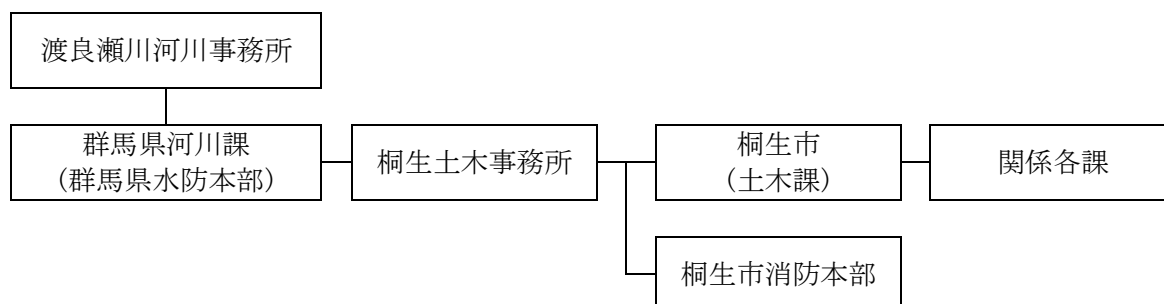 渡良瀬川河川事務所
群馬県河川課
(群馬県水防本部)
桐生土木事務所
桐生市
(土木課)
関係各課
桐生市消防本部